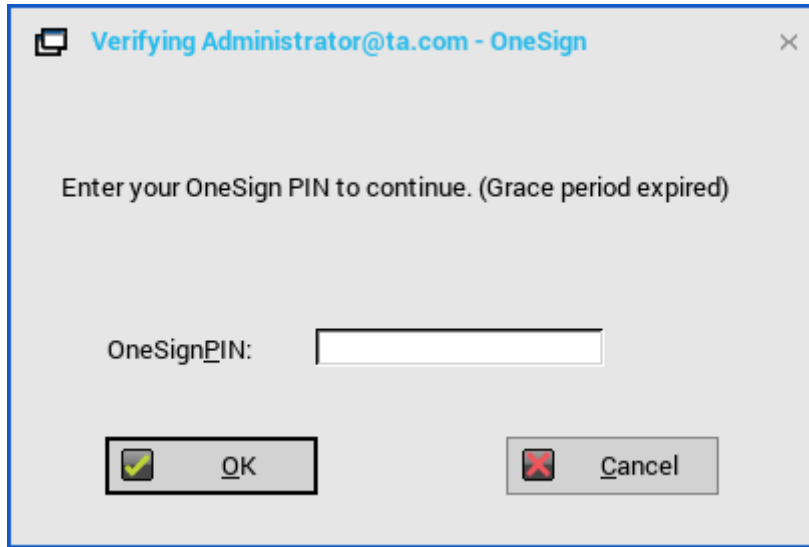 Verifying Administrator@ta.com - OneSign
Enter your OneSign PIN to continue. (Grace period expired)
OneSignPIN:
OK
Cancel